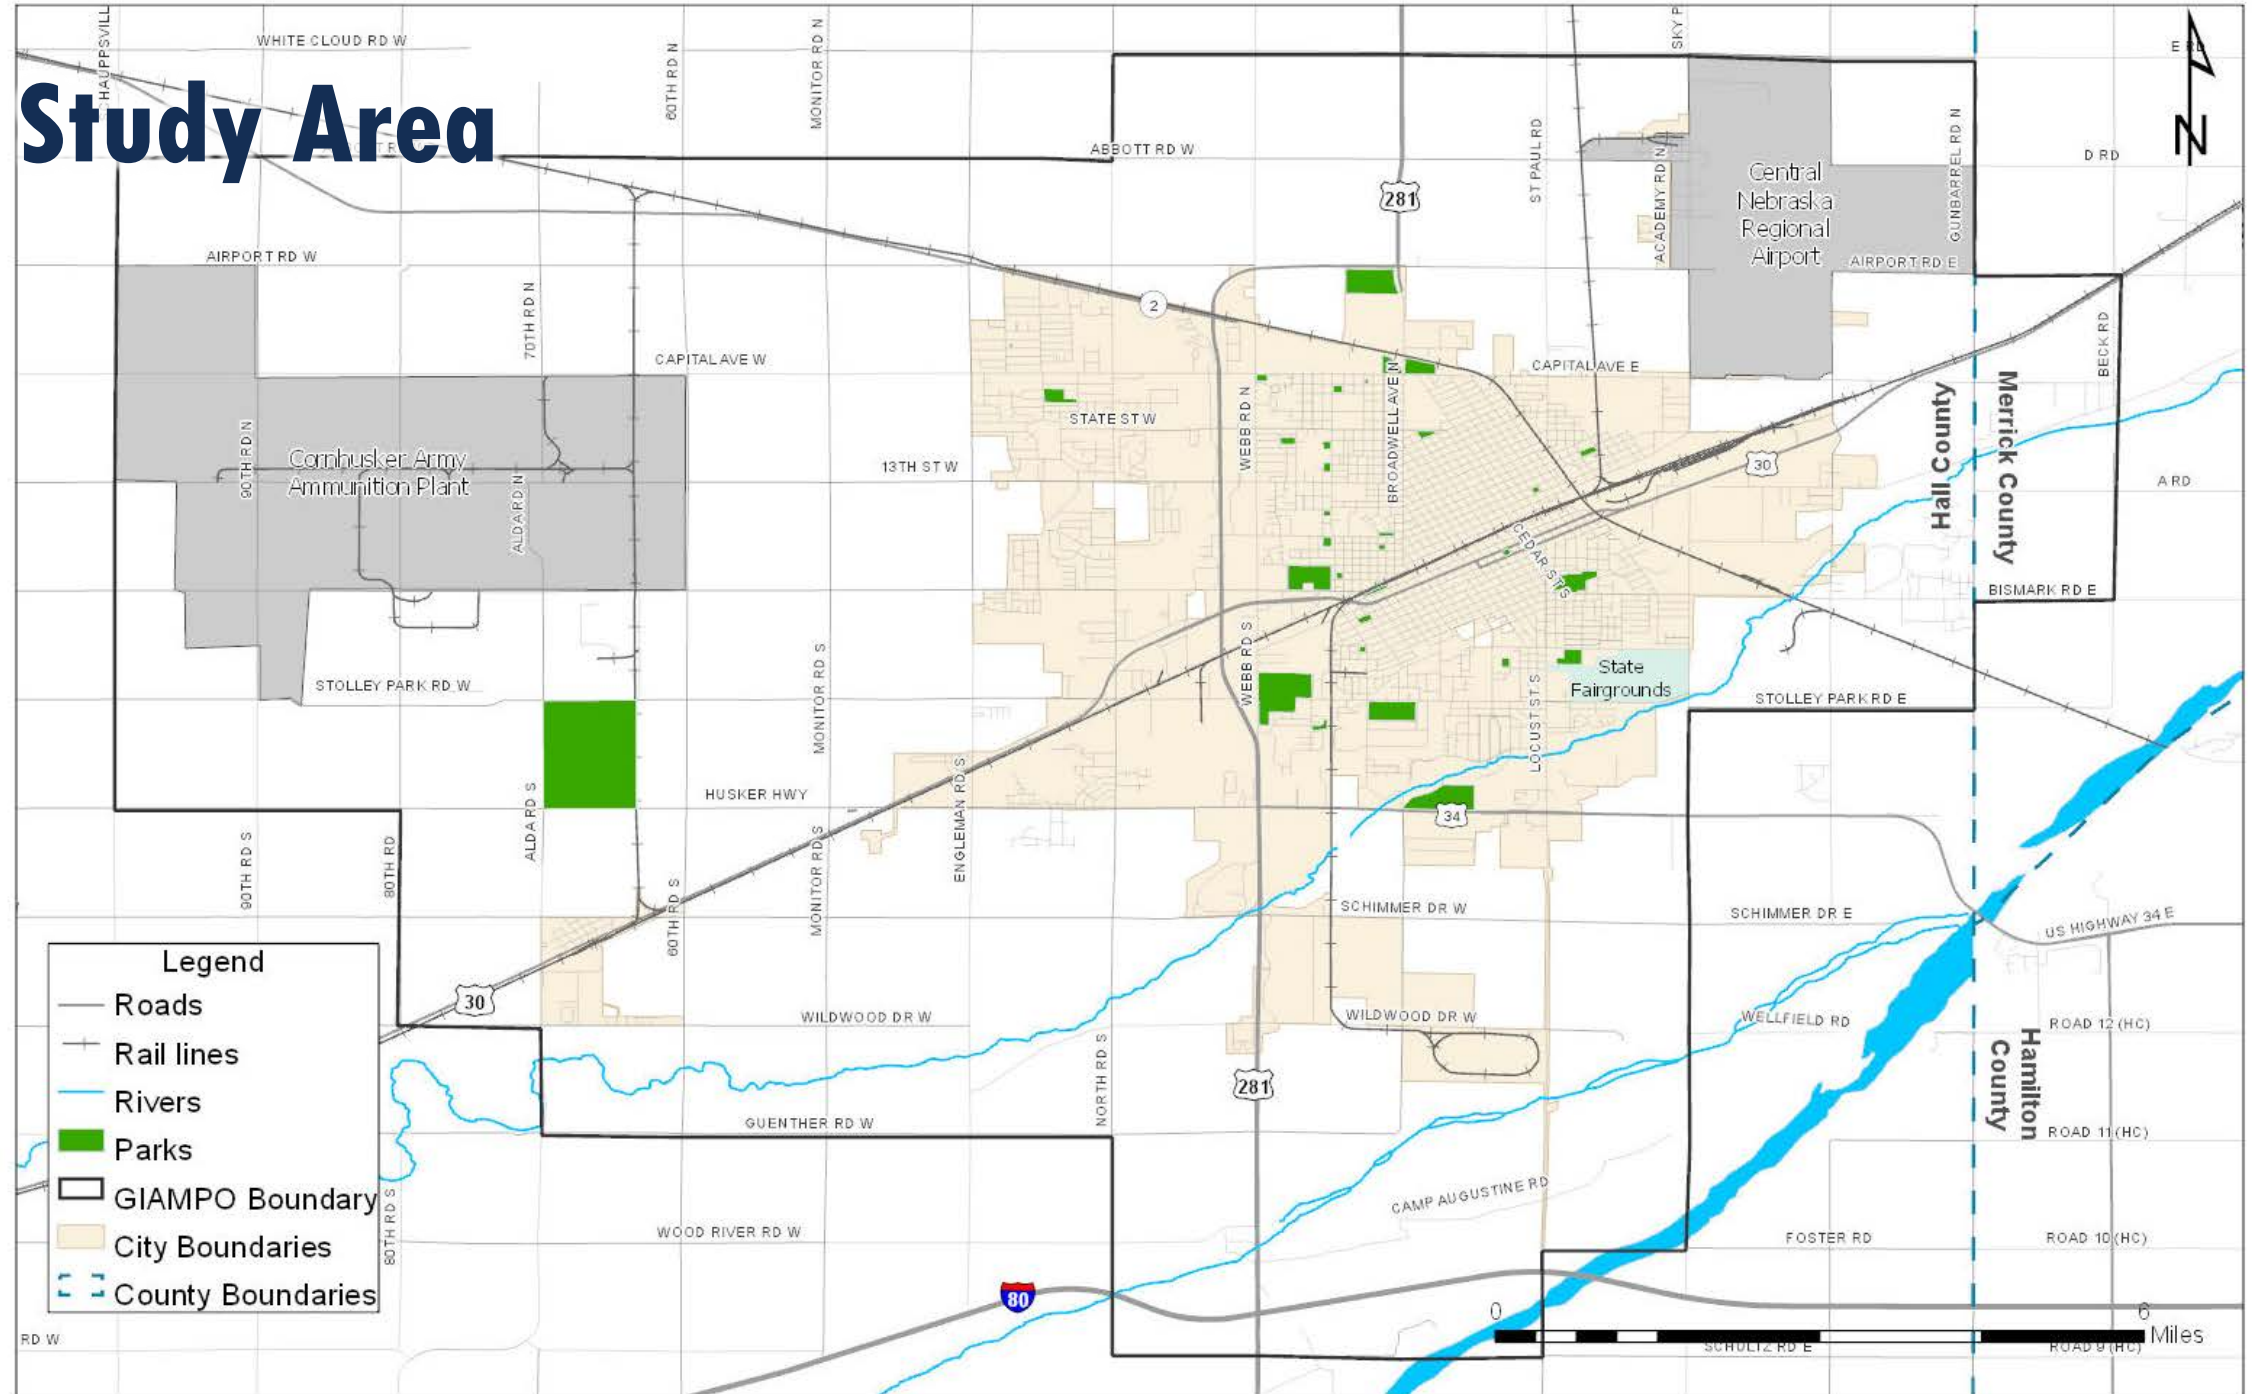 Study Area
WHITE CLOUD RD W
60TH RD N
MONITOR RD N
ABBOTT RD W
281
ST PAUL RD
ACADEMY RD N
Central
Nebraska
Regional
Airport
GUNBARREL RD N
D RD
N
AIRPORT RD W
AIRPORT RD E
70TH RD N
2
CAPITAL AVE W
CAPITAL AVE E
BECK RD
STATE ST W
WEBB RD N
BROADWELL AVE N
Hall County
Merrick County
90TH RD N
Cornhusker Army
Ammunition Plant
ALDA RD N
13TH ST W
30
A RD
CEDAR ST S
BISMARK RD E
STOLLEY PARK RD W
MONITOR RD S
WEBB RD S
State
Fairgrounds
LOCUST ST S
STOLLEY PARK RD E
ALDA RD S
HUSKER HWY
ENGLEMAN RD S
34
90TH RD S
80TH RD
60TH RD S
MONITOR RD S
SCHIMMER DR W
SCHIMMER DR E
US HIGHWAY 34 E
30
WILDWOOD DR W
WILDWOOD DR W
WELLFIELD RD
ROAD 12 (HC)
Hamilton
County
NORTH RD S
281
GUENTHER RD W
ROAD 11 (HC)
80TH RD S
CAMP AUGUSTINE RD
WOOD RIVER RD W
FOSTER RD
ROAD 10 (HC)
80
RD W
SCHULTZ RD E
ROAD 9 (HC)
Legend
Roads
Rail lines
Rivers
Parks
GIAMPO Boundary
City Boundaries
County Boundaries
0 6
Miles